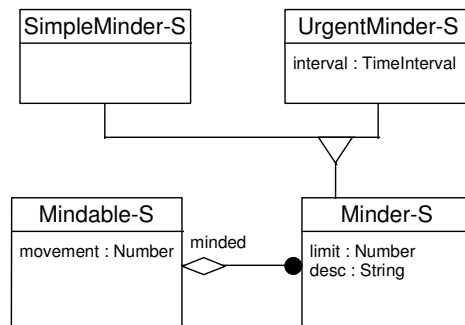 SimpleMinder-S
UrgentMinder-S
interval : TimeInterval
Mindable-S
movement : Number
minded
Minder-S
limit : Number
desc : String